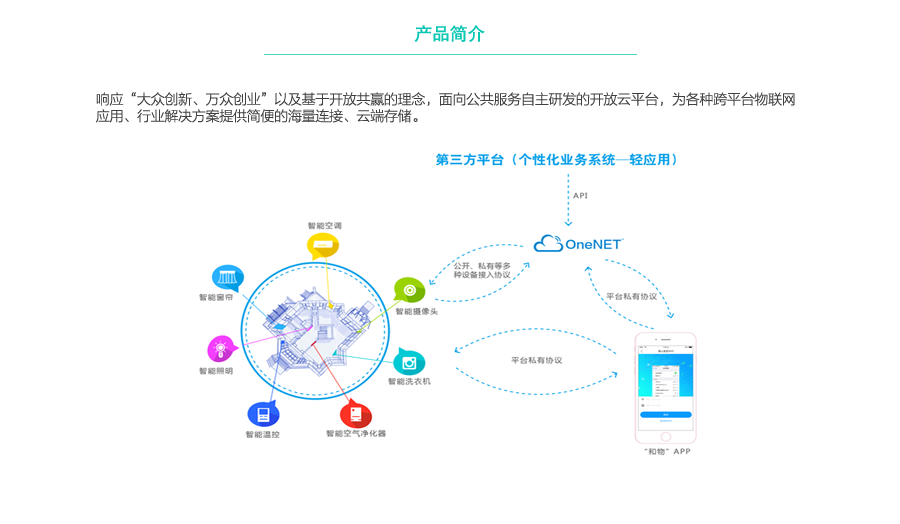 产品简介
响应“大众创新、万众创业”以及基于开放共赢的理念，面向公共服务自主研发的开放云平台，为各种跨平台物联网
应用、行业解决方案提供简便的海量连接、云端存储。
第三方平台（个性化业务系统—轻应用）
API
OneNET
智能空调
公开、私有等多
种设备接入协议
智能窗帘
平台私有协议
智能摄像头
平台私有协议
智能照明
智能洗衣机
智能温控
智能空气净化器
“和物”APP